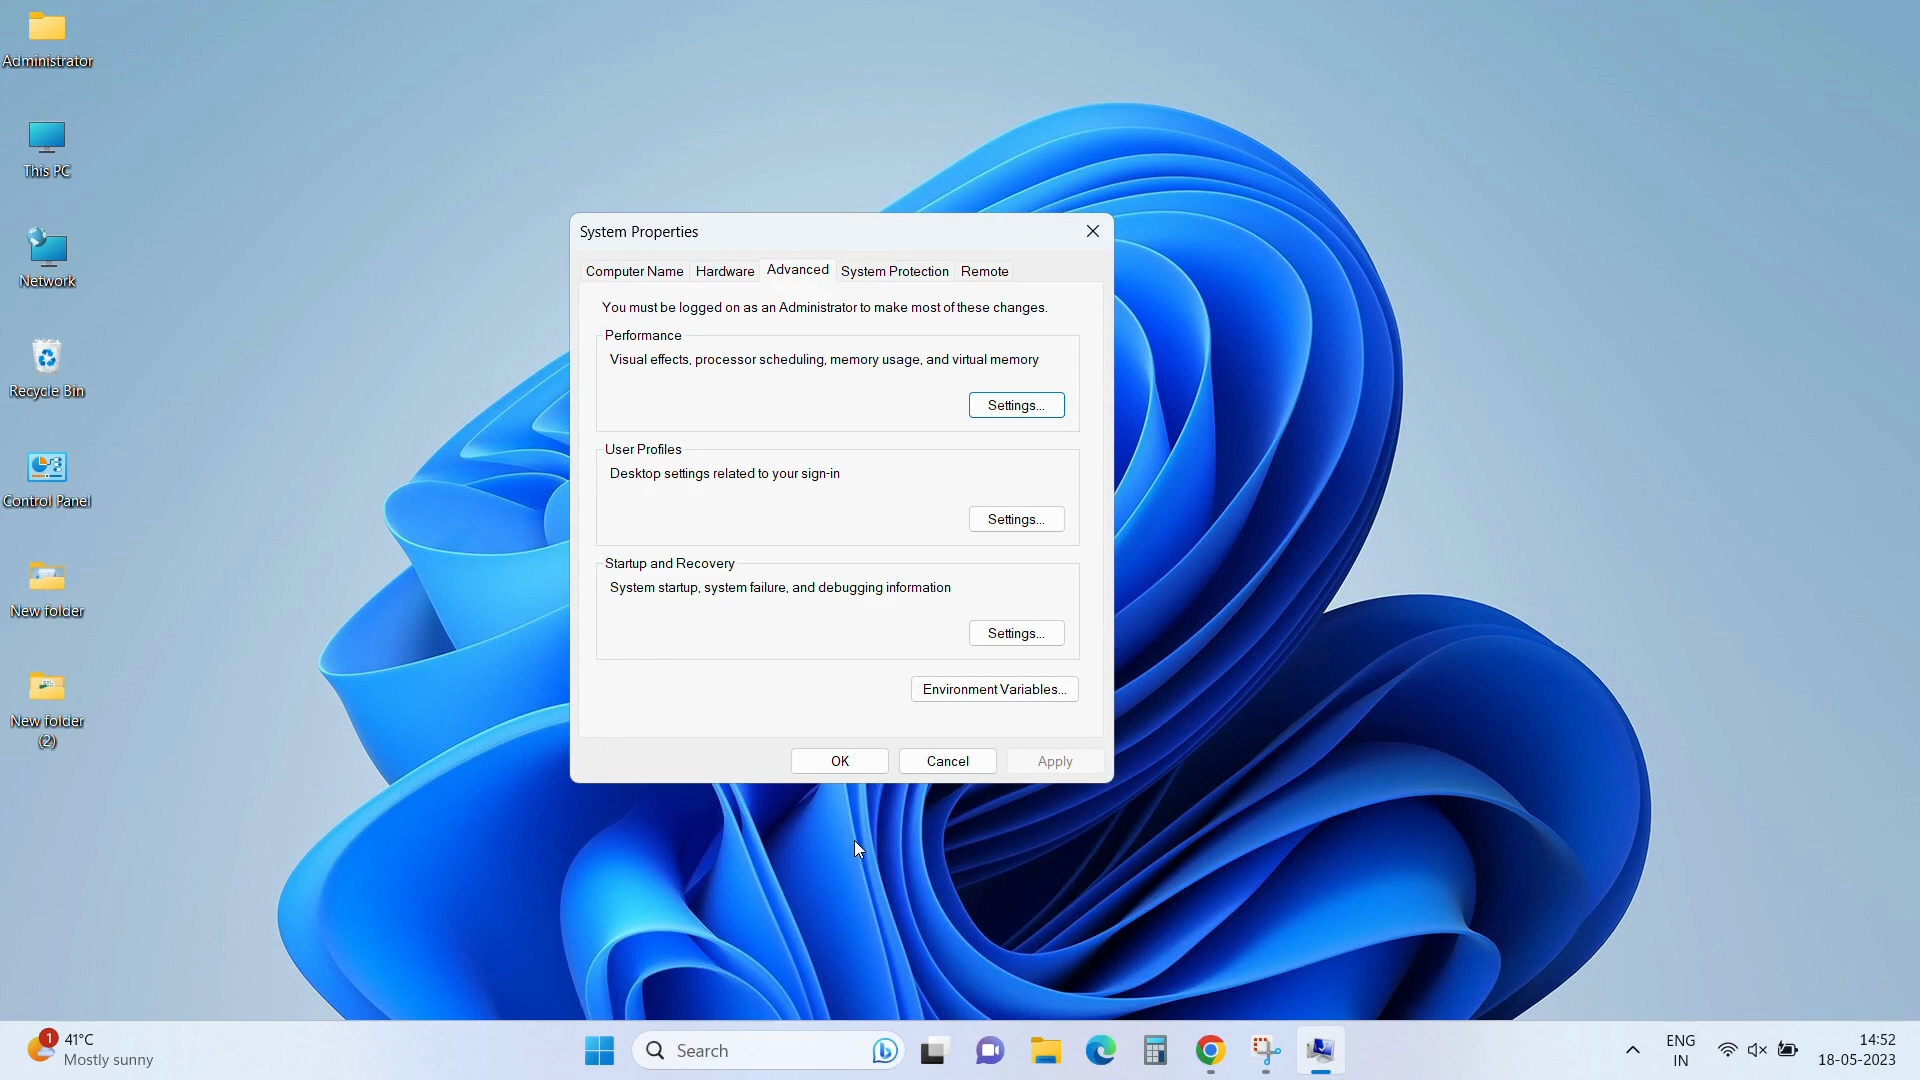 Administrator
This PC
Network
Recycle Bin
Control Panel
New folder
New folder
(2)
System Properties
Computer Name Hardware Advanced System Protection Remote
You must be logged on as an Administrator to make most of these changes.
Performance
Visual effects, processor scheduling, memory usage, and virtual memory
Settings...
User Profiles
Desktop settings related to your sign-in
Settings...
Startup and Recovery
System startup, system failure, and debugging information
Settings...
Environment Variables...
OK Cancel Apply
1
41°C
Mostly sunny
Search
ENG
IN
14:52
18-05-2023